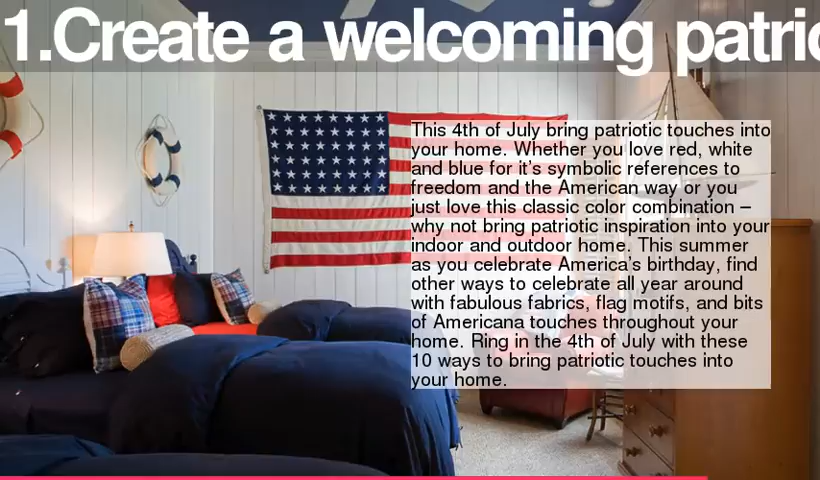 1.Create a welcoming patrio
This 4th of July bring patriotic touches into
your home. Whether you love red, white
and blue for it's symbolic references to
freedom and the American way or you
just love this classic color combination –
why not bring patriotic inspiration into your
indoor and outdoor home. This summer
as you celebrate America's birthday, find
other ways to celebrate all year around
with fabulous fabrics, flag motifs, and bits
of Americana touches throughout your
home. Ring in the 4th of July with these
10 ways to bring patriotic touches into
your home.